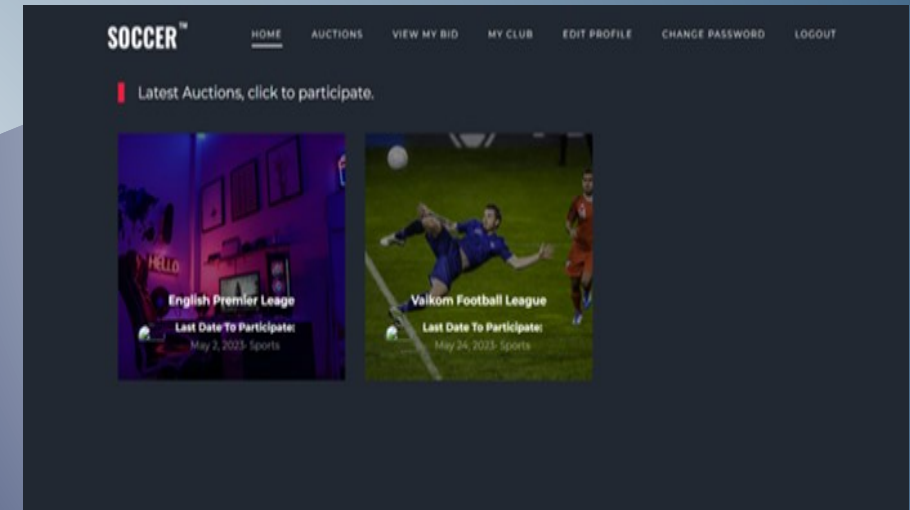 SOCCER™
HOME AUCTIONS VIEW MY BID MY CLUB EDIT PROFILE CHANGE PASSWORD LOGOUT
Latest Auctions, click to participate.
HELLO
English Premier Leage
Last Date To Participate:
May 2, 2023- Sports
Vaikom Football League
Last Date To Participate:
May 24, 2023- Sports